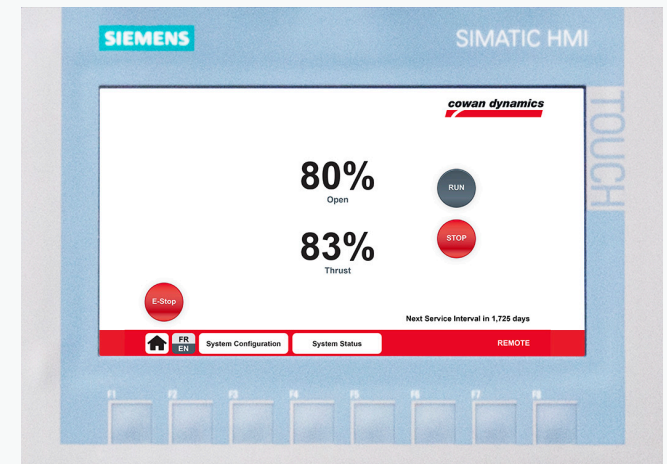 SIEMENS
SIMATIC HMI
TOUCH
cowan dynamics
80%
Open
RUN
83%
Thrust
STOP
E-Stop
Next Service Interval in 1,725 days
FR
EN
System Configuration
System Status
REMOTE
F1 F2 F3 F4 F5 F6 F7 F8